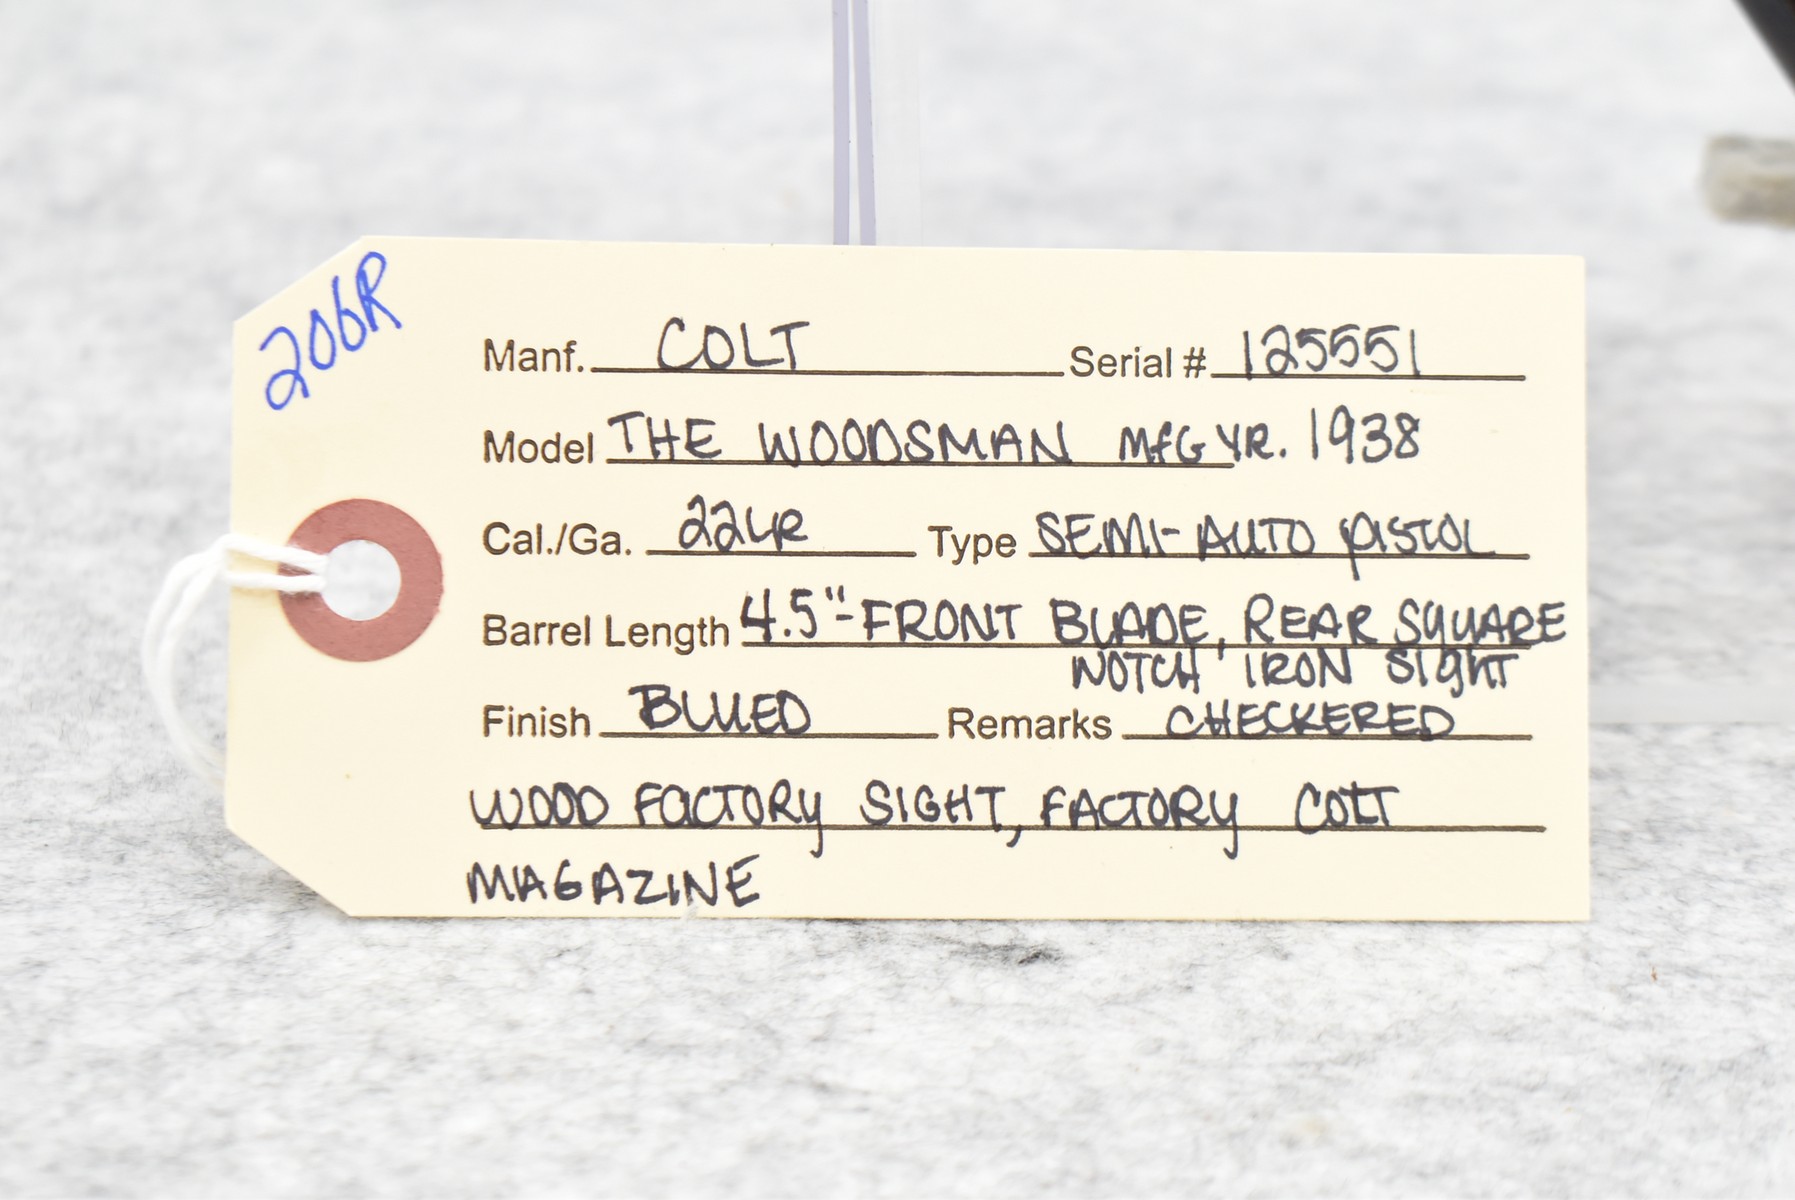 206R
Manf. COLT Serial # 125551
Model THE WOODSMAN MfG YR. 1938
Cal./Ga. 22LR Type SEMI-AUTO PISTOL
Barrel Length 4.5"-FRONT BLADE, REAR SQUARE
NOTCH IRON SIGHT
Finish BLUED Remarks CHECKERED
WOOD FACTORY SIGHT, FACTORY COLT
MAGAZINE